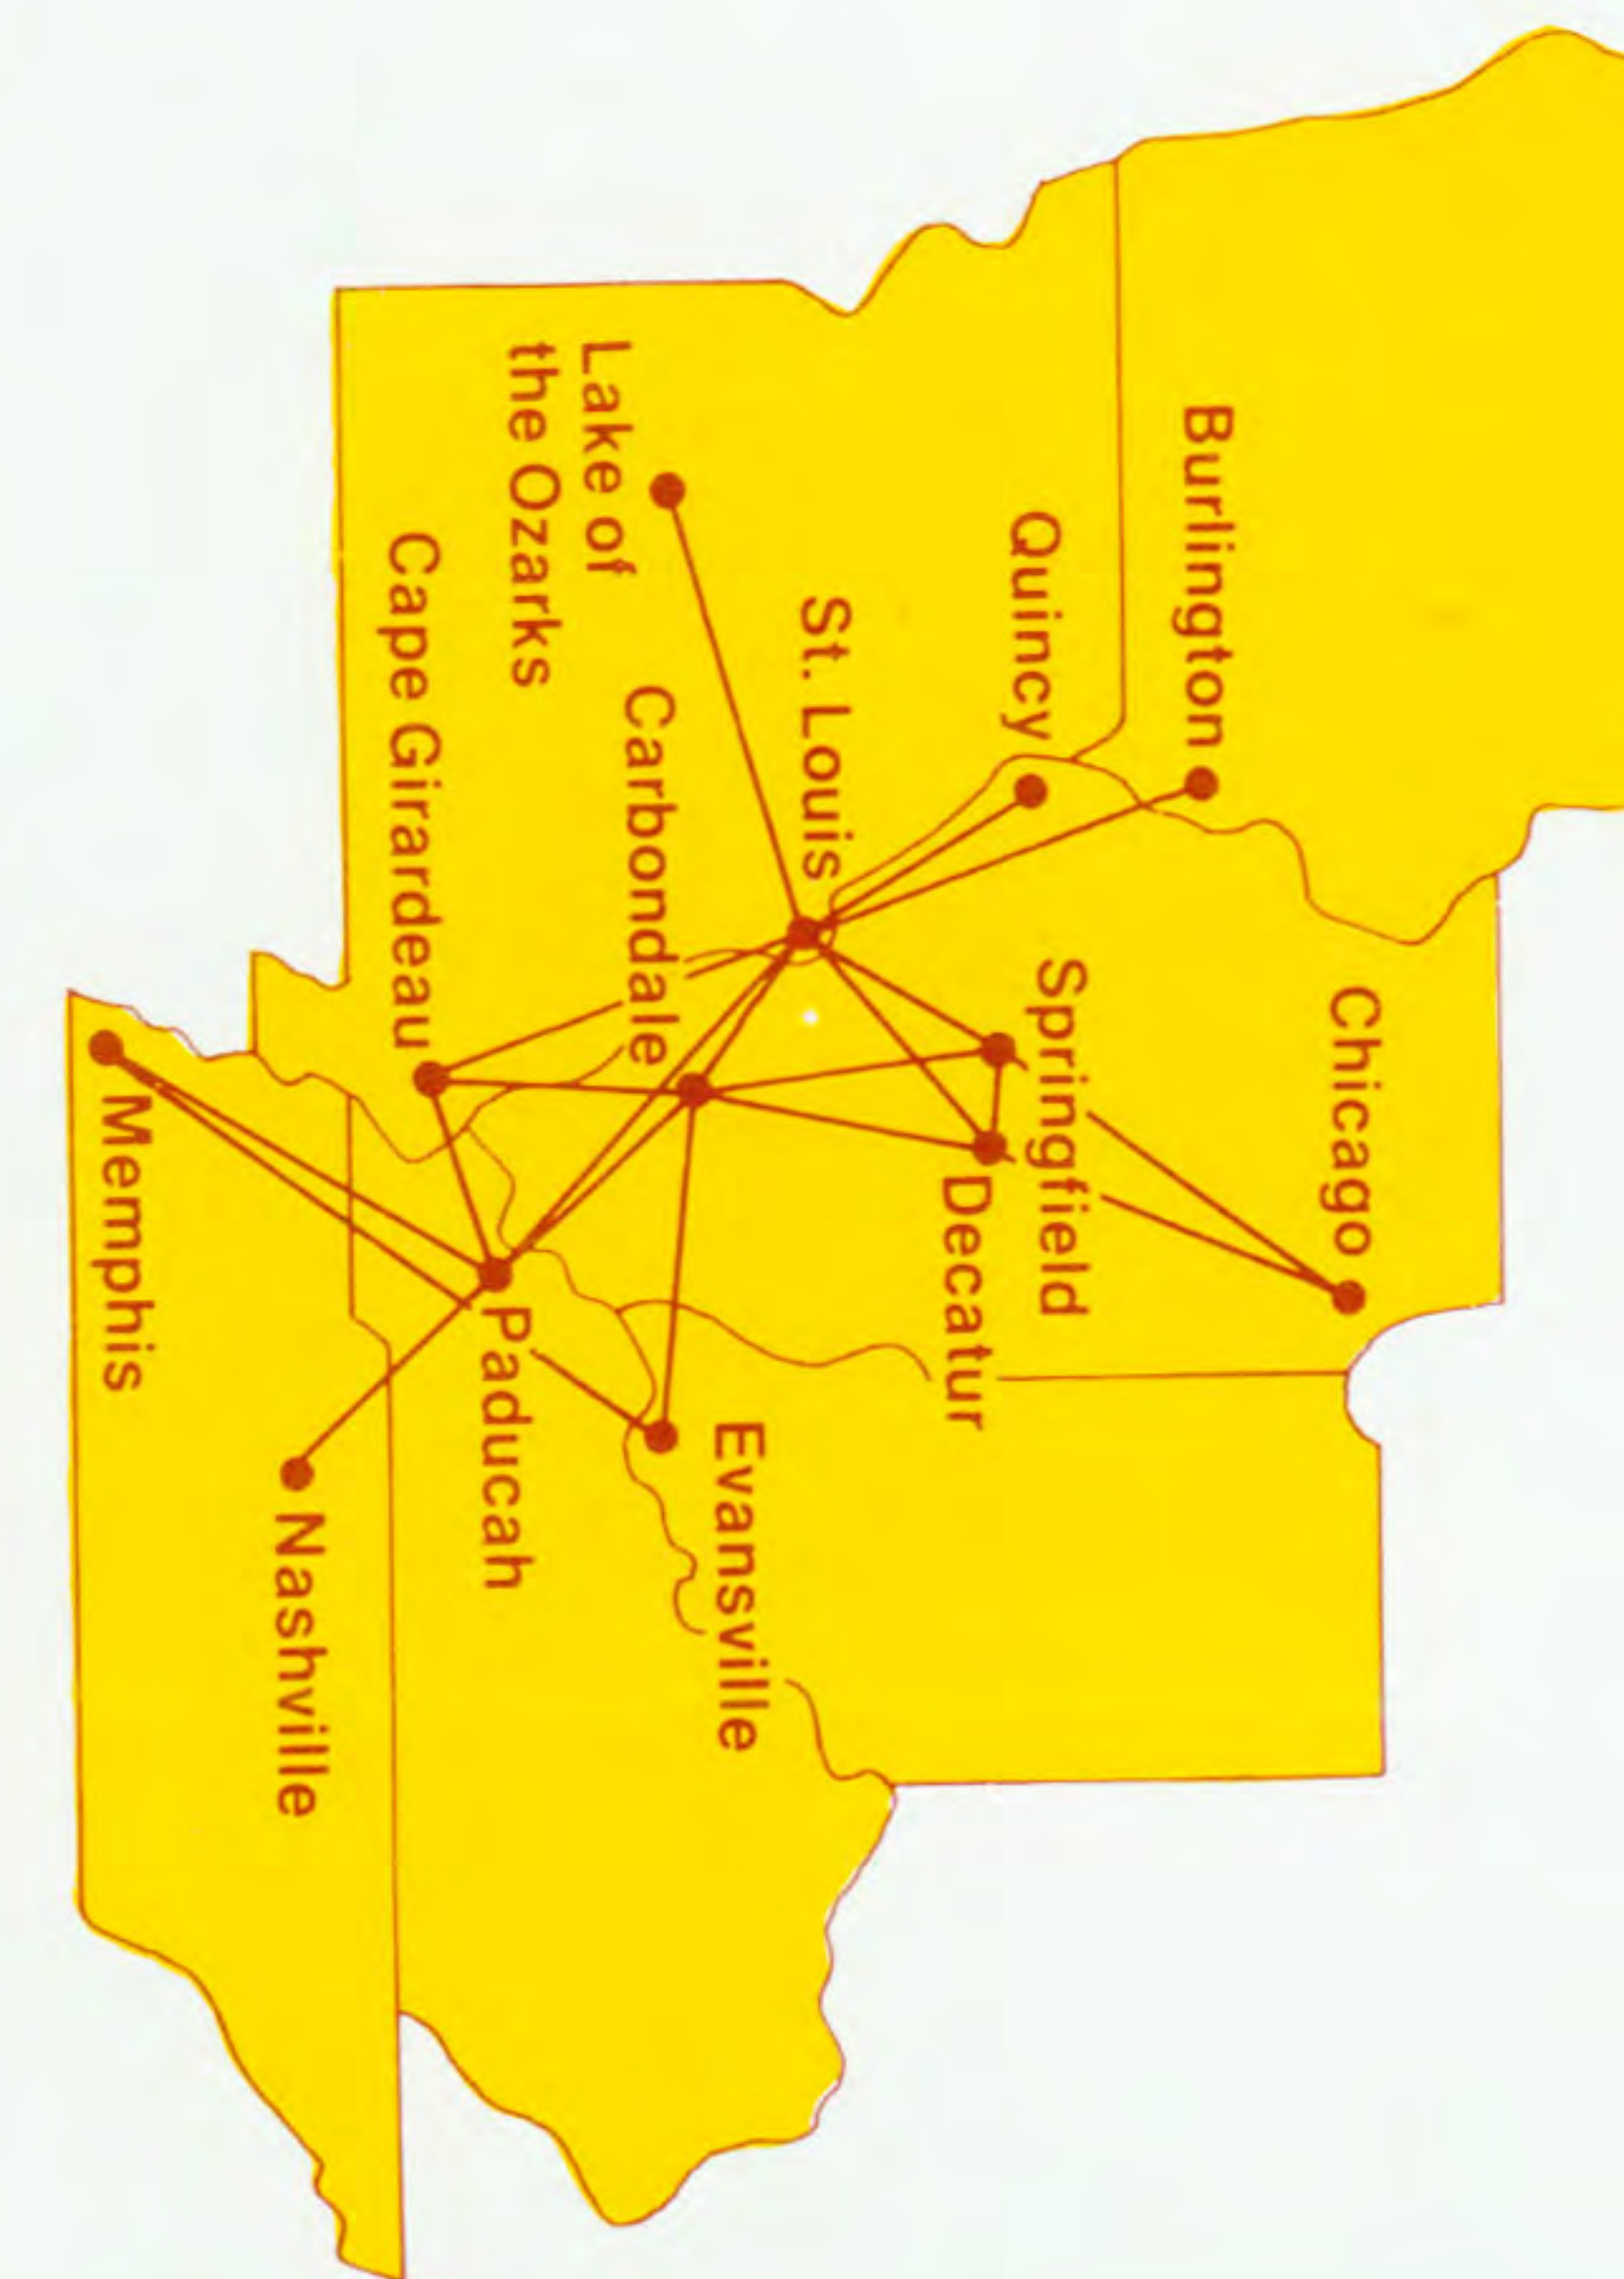 Chicago
Burlington
Springfield
Quincy
Decatur
St. Louis
Evansville
Carbondale
Lake of
the Ozarks
Paducah
Cape Girardeau
Nashville
Memphis